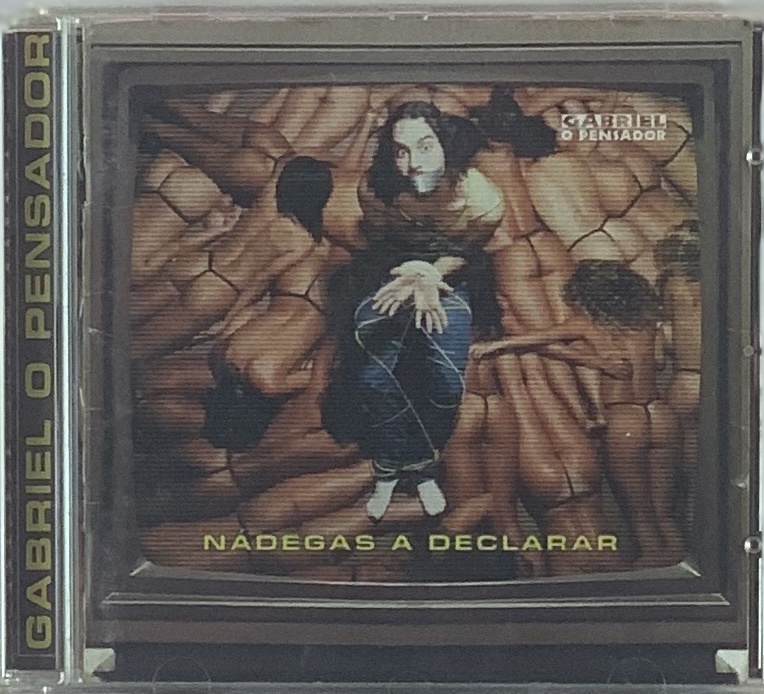 GABRIEL O PENSADOR
GABRIEL
O PENSADOR
NÁDEGAS A DECLARAR